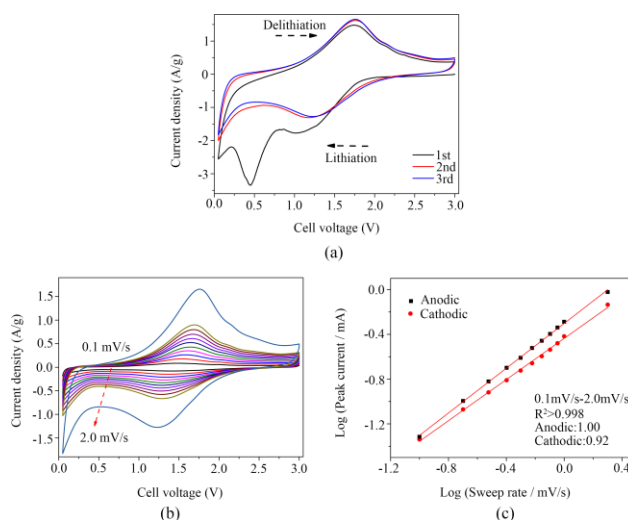 Delithiation
Lithiation
1st
2nd
3rd
Current density (A/g)
1
0
-1
-2
-3
0.0 0.5 1.0 1.5 2.0 2.5 3.0
Cell voltage (V)
(a)
Current density (A/g)
1.5
1.0
0.5
0.0
-0.5
-1.0
-1.5
0.1 mV/s
2.0 mV/s
0.0 0.5 1.0 1.5 2.0 2.5 3.0
Cell voltage (V)
(b)
Log (Peak current / mA)
0.0
-0.4
-0.8
-1.2
Anodic
Cathodic
0.1mV/s-2.0mV/s
R²>0.998
Anodic:1.00
Cathodic:0.92
-1.0 -0.7 -0.4 -0.1 0.2
Log (Sweep rate / mV/s)
(c)